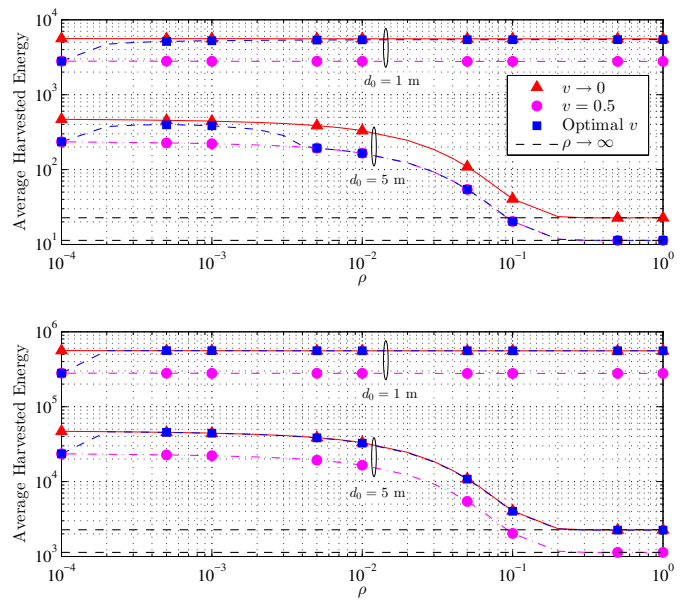 10^4
10^3
10^2
10^1
Average Harvested Energy
d_0 = 1 m
d_0 = 5 m
v → 0
v = 0.5
Optimal v
ρ → ∞
10^{-4} 10^{-3} 10^{-2} 10^{-1} 10^0
ρ
10^6
10^5
10^4
10^3
Average Harvested Energy
d_0 = 1 m
d_0 = 5 m
10^{-4} 10^{-3} 10^{-2} 10^{-1} 10^0
ρ